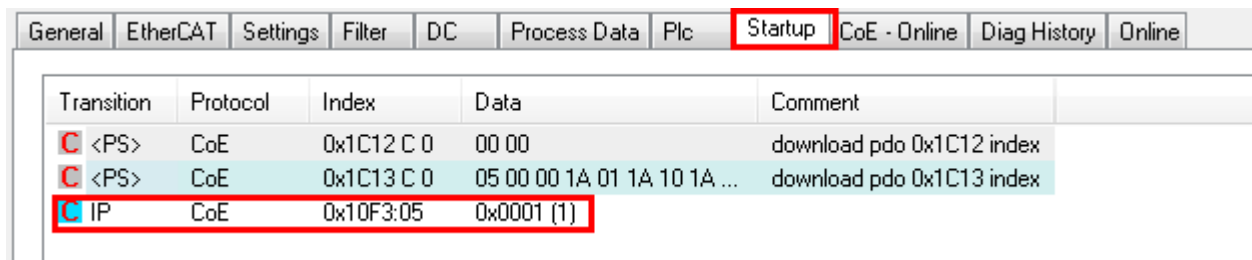 General EtherCAT Settings Filter DC Process Data Plc Startup CoE - Online Diag History Online
Transition Protocol Index Data Comment
C <PS> CoE 0x1C12 C 0 00 00 download pdo 0x1C12 index
C <PS> CoE 0x1C13 C 0 05 00 00 1A 01 1A 10 1A ... download pdo 0x1C13 index
C IP CoE 0x10F3:05 0x0001 (1)